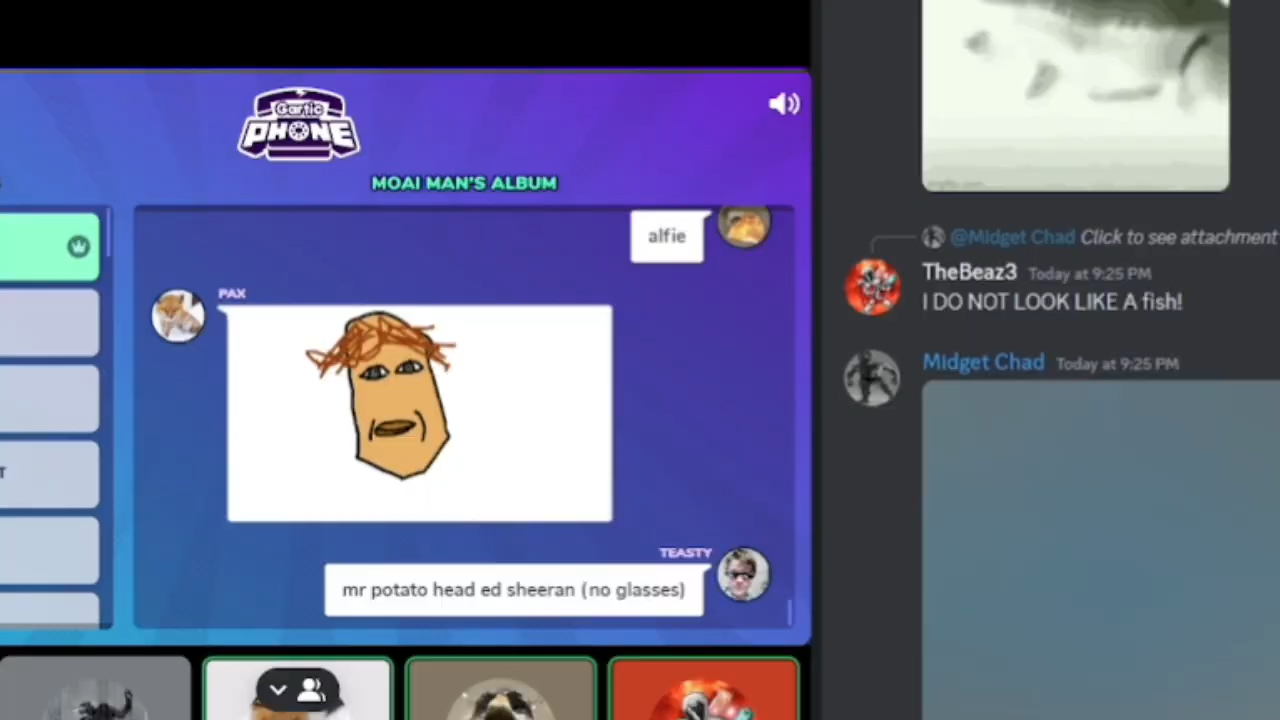 Gartic
PHONE
MOAI MAN'S ALBUM
alfie
PAX
TEASTY
mr potato head ed sheeran (no glasses)
T
@Midget Chad Click to see attachment
TheBeaz3 Today at 9:25 PM
I DO NOT LOOK LIKE A fish!
Midget Chad Today at 9:25 PM